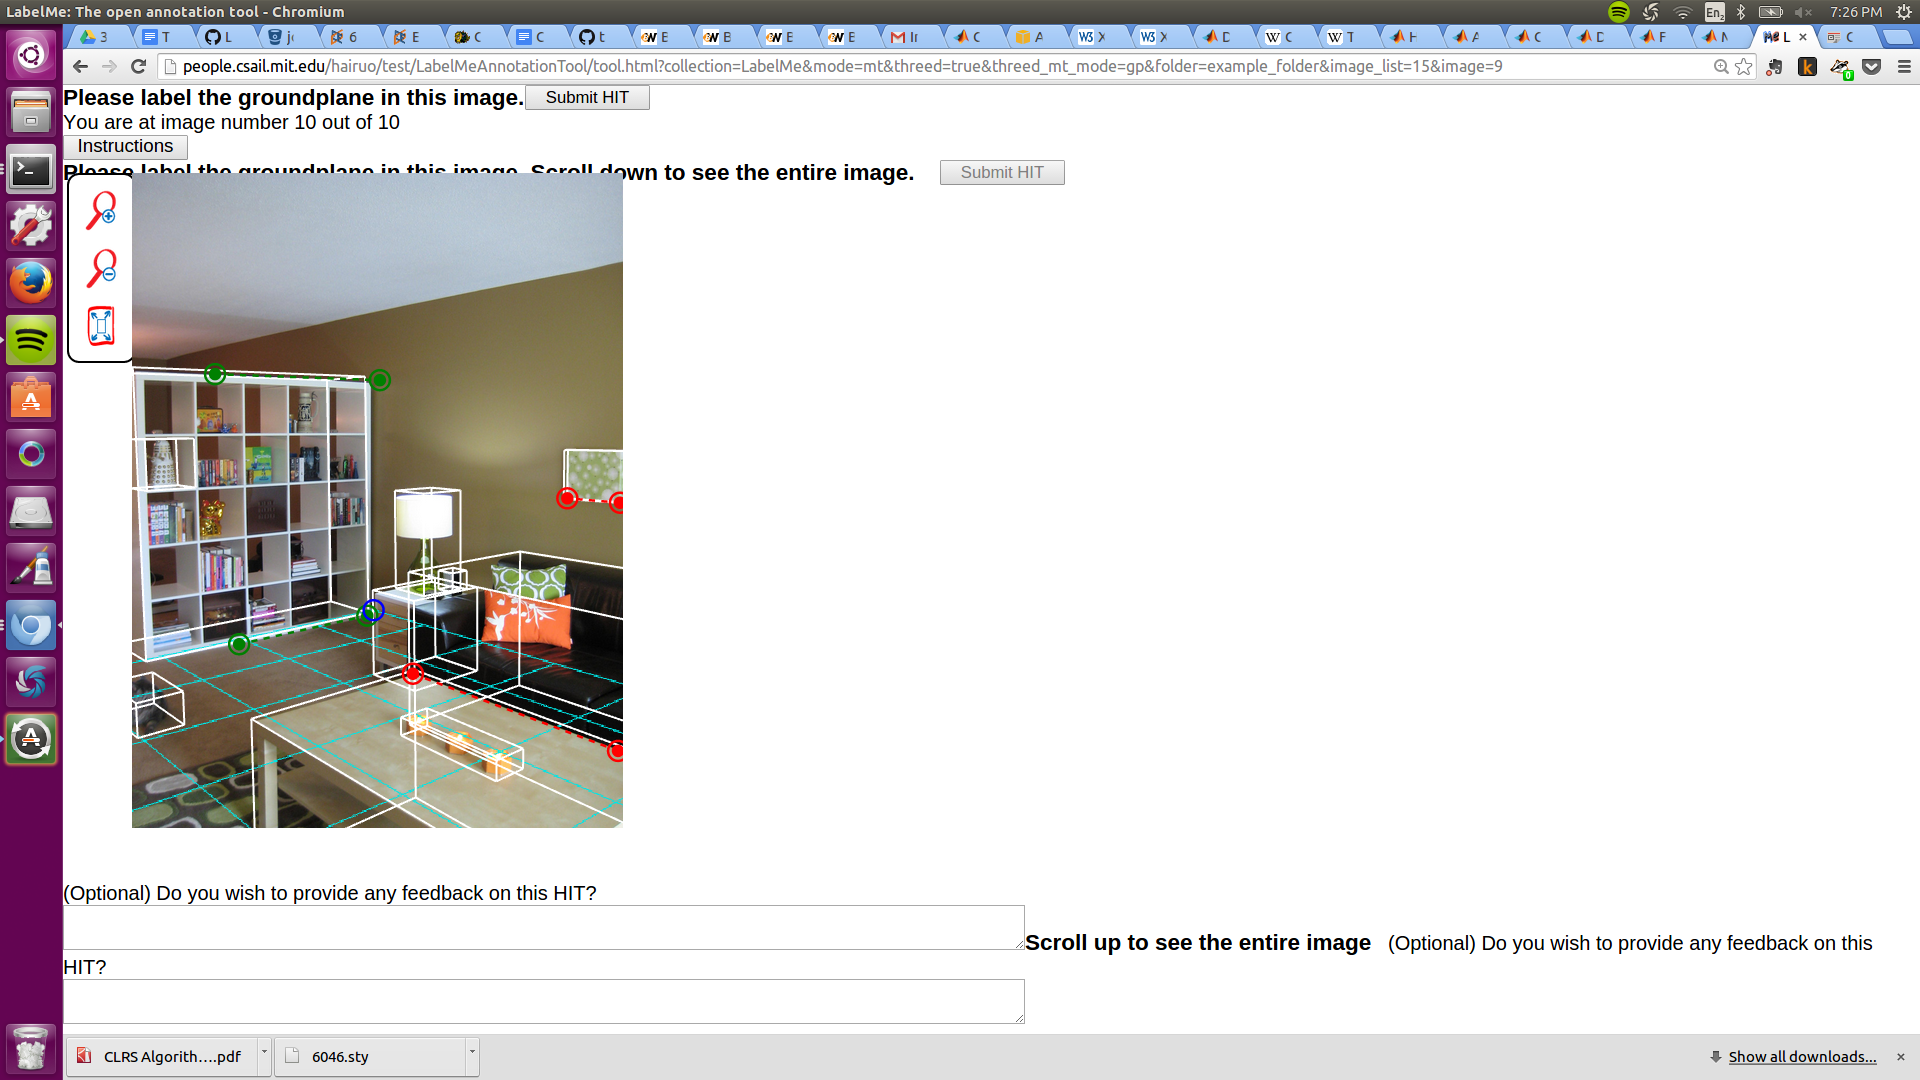 LabelMe: The open annotation tool - Chromium
En2
7:26 PM
3 T L 6 E C C t E B E E C A X X D C T H A C D F L C
people.csail.mit.edu/hairuo/test/LabelMeAnnotationTool/tool.html?collection=LabelMe&mode=mt&threed=true&threed_mt_mode=gp&folder=example_folder&image_list=15&image=9
Please label the groundplane in this image. Submit HIT
You are at image number 10 out of 10
Instructions
Please label the groundplane in this image. Scroll down to see the entire image. Submit HIT
(Optional) Do you wish to provide any feedback on this HIT?
Scroll up to see the entire image (Optional) Do you wish to provide any feedback on this
HIT?
CLRS Algorith....pdf
6046.sty
Show all downloads...